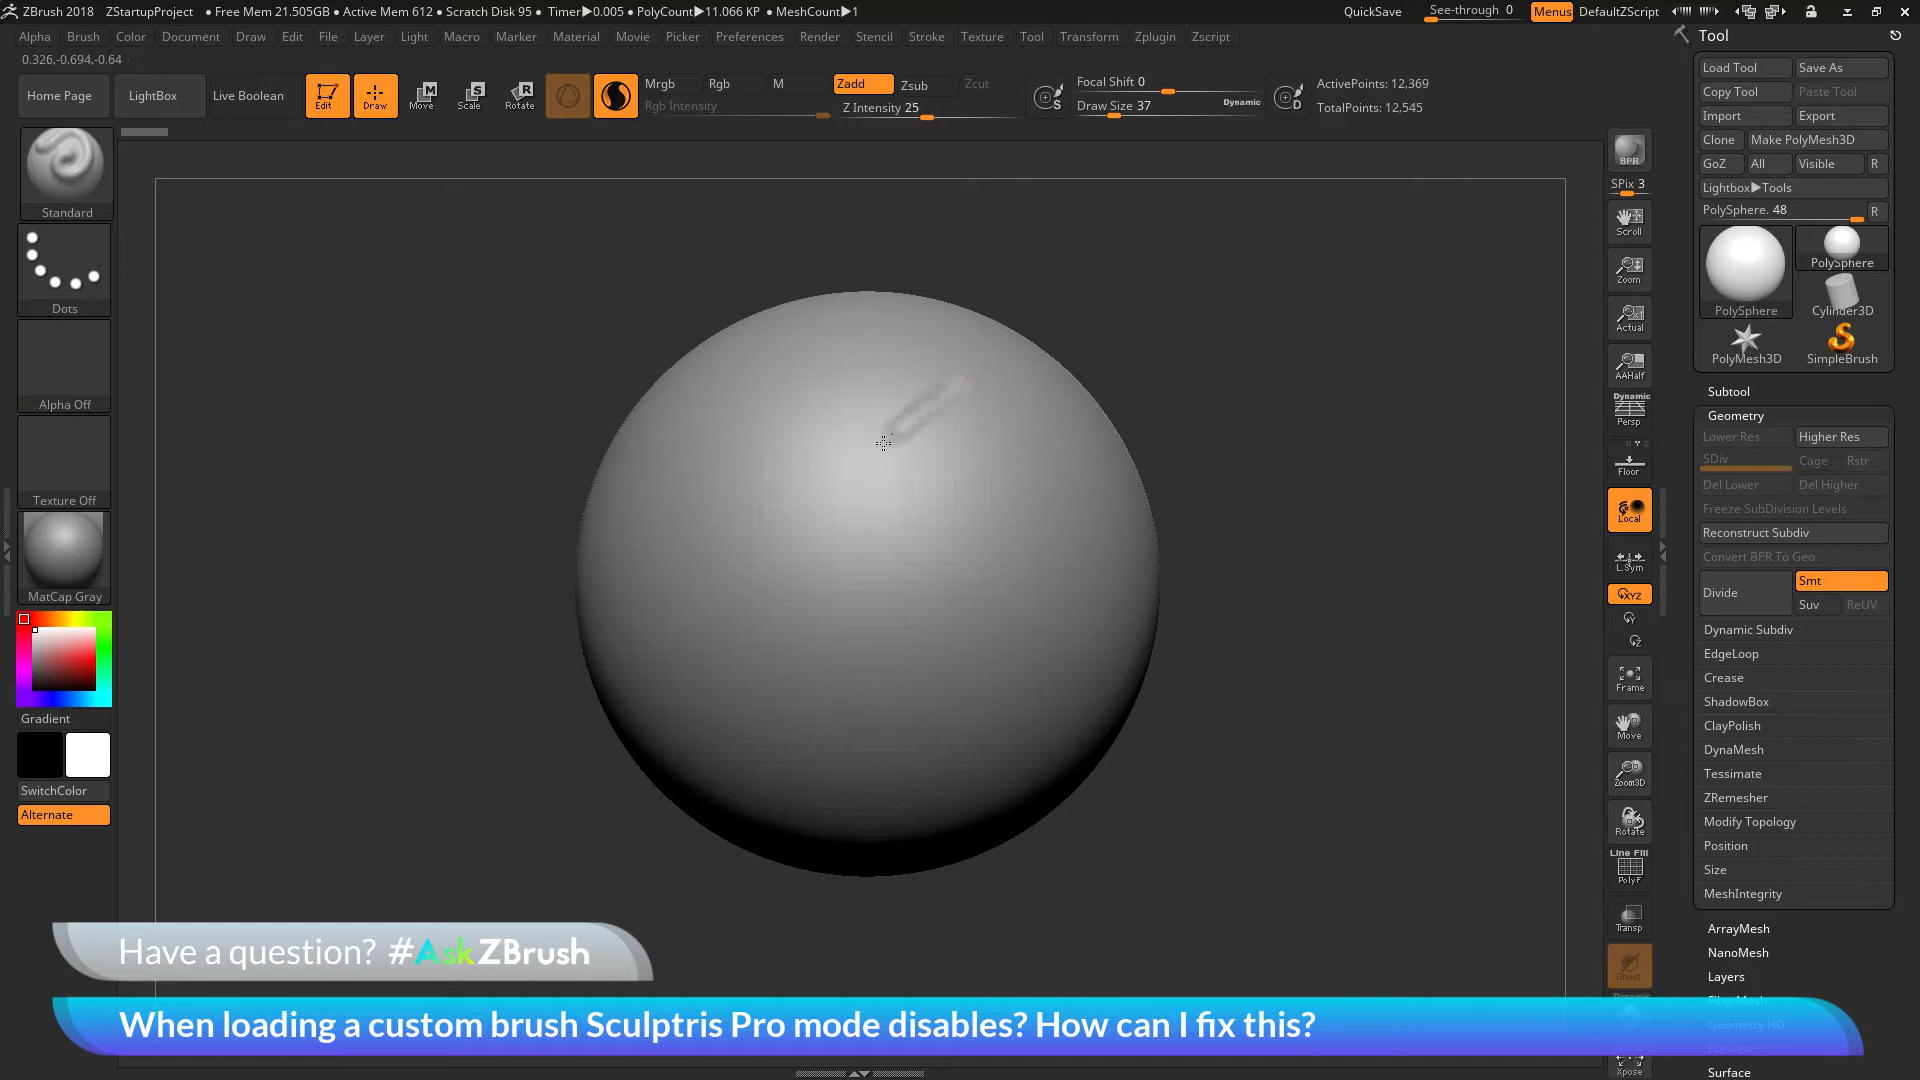 ZBrush 2018 ZStartupProject ● Free Mem 21.505GB ● Active Mem 612 ● Scratch Disk 95 ● Timer▶0.005 ● PolyCount▶11.066 KP ● MeshCount▶1 QuickSave See-through 0 Menus DefaultZScript
Alpha Brush Color Document Draw Edit File Layer Light Macro Marker Material Movie Picker Preferences Render Stencil Stroke Texture Tool Transform Zplugin Zscript
0.326,-0.694,-0.64
Home Page LightBox Live Boolean Edit Draw Move Scale Rotate
Mrgb Rgb M Zadd Zsub Zcut
Rgb Intensity Z Intensity 25
S Focal Shift 0
Draw Size 37 Dynamic
D ActivePoints: 12,369
TotalPoints: 12,545
Standard
Dots
Alpha Off
Texture Off
MatCap Gray
Gradient
SwitchColor
Alternate
BPR
SPix 3
Scroll
Zoom
Actual
AAHalf
Dynamic
Persp
Floor
Local
L.Sym
XYZ
Y
Z
Frame
Move
Zoom3D
Rotate
Line Fill
PolyF
Transp
Ghost
Dynamic
Xpose
Tool
Load Tool Save As
Copy Tool Paste Tool
Import Export
Clone Make PolyMesh3D
GoZ All Visible R
Lightbox▶Tools
PolySphere. 48 R
PolySphere PolySphere
Cylinder3D
PolyMesh3D SimpleBrush
Subtool
Geometry
Lower Res Higher Res
SDiv Cage Rstr
Del Lower Del Higher
Freeze SubDivision Levels
Reconstruct Subdiv
Convert BPR To Geo
Divide Smt
Suv ReUV
Dynamic Subdiv
EdgeLoop
Crease
ShadowBox
ClayPolish
DynaMesh
Tessimate
ZRemesher
Modify Topology
Position
Size
MeshIntegrity
ArrayMesh
NanoMesh
Layers
FiberMesh
Geometry HD
Preview
Surface
Have a question? #AskZBrush
When loading a custom brush Sculptris Pro mode disables? How can I fix this?